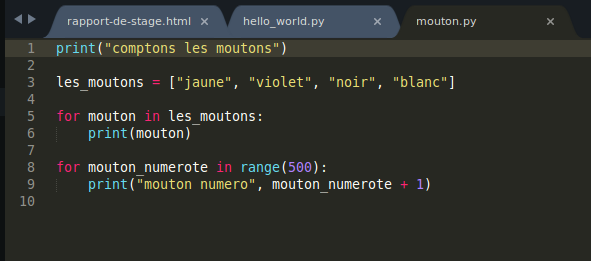 rapport-de-stage.html × hello_world.py × mouton.py ×
1 print("comptons les moutons")
2
3 les_moutons = ["jaune", "violet", "noir", "blanc"]
4
5 for mouton in les_moutons:
6     print(mouton)
7
8 for mouton_numerote in range(500):
9     print("mouton numero", mouton_numerote + 1)
10